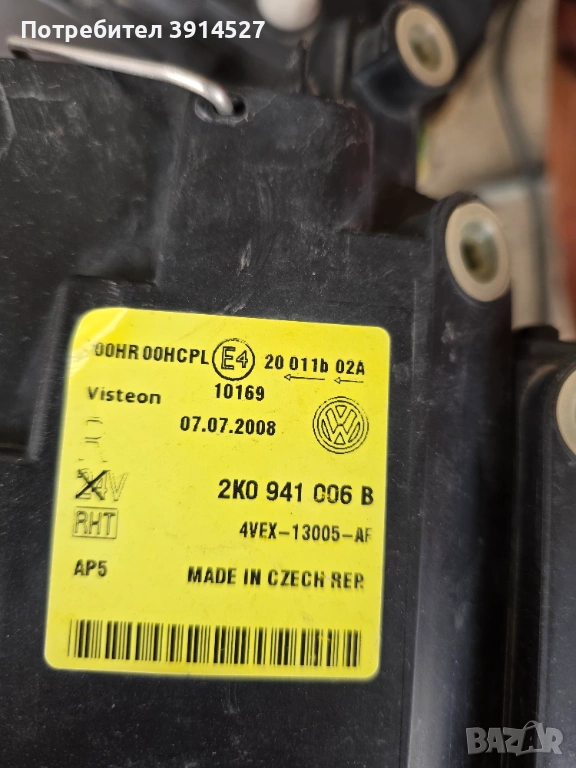 Потребител 3914527
00HR 00HCPL E4 20 011b 02A
10169
Visteon
07.07.2008
24V
2K0 941 006 B
RHT
4VEX-13005-AF
AP5
MADE IN CZECH REP.
BAZAR